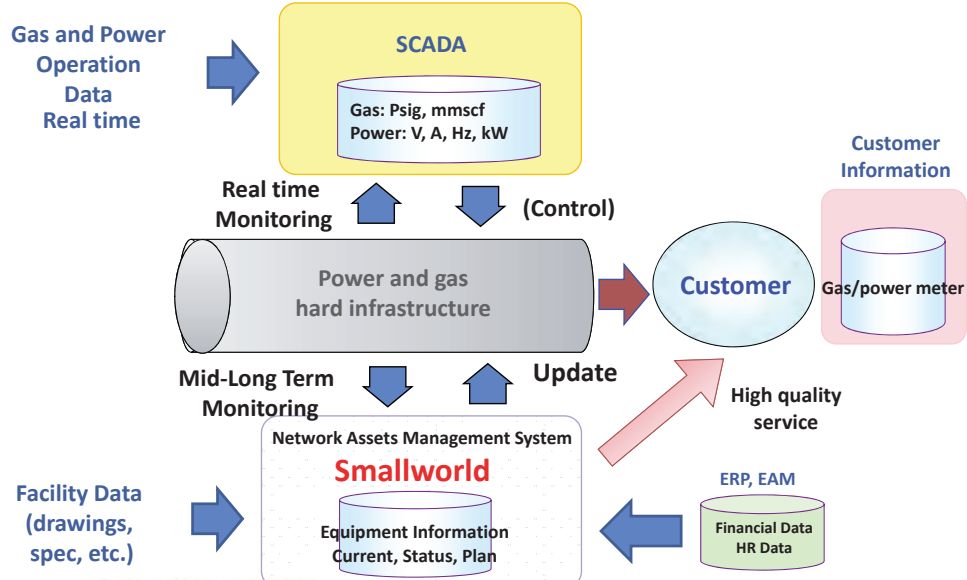 Gas and Power
Operation
Data
Real time
SCADA
Gas: Psig, mmscf
Power: V, A, Hz, kW
Customer
Information
Real time
Monitoring
(Control)
Power and gas
hard infrastructure
Customer
Gas/power meter
Mid-Long Term
Monitoring
Update
High quality
service
Network Assets Management System
Smallworld
Equipment Information
Current, Status, Plan
Facility Data
(drawings,
spec, etc.)
ERP, EAM
Financial Data
HR Data